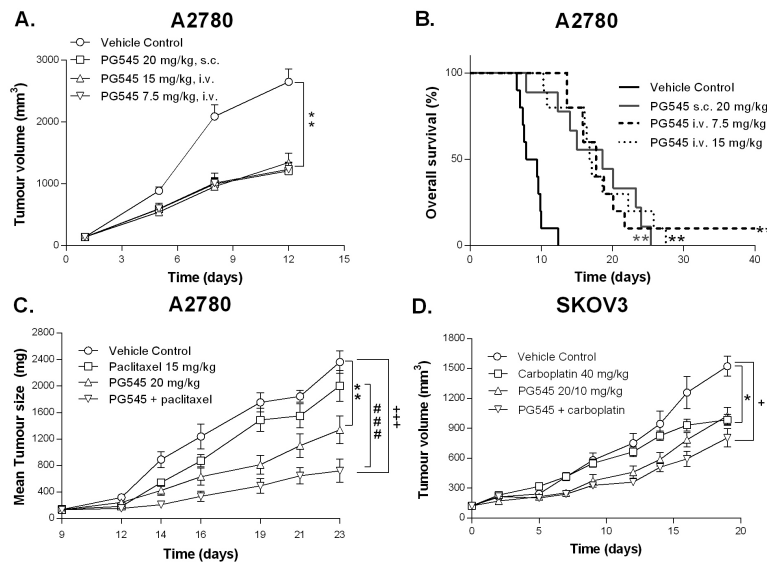 A.
A2780
Vehicle Control
PG545 20 mg/kg, s.c.
PG545 15 mg/kg, i.v.
PG545 7.5 mg/kg, i.v.
Tumour volume (mm³)
3000
2000
1000
0
0 3 6 9 12 15
Time (days)
**
B.
A2780
Vehicle Control
PG545 s.c. 20 mg/kg
PG545 i.v. 7.5 mg/kg
PG545 i.v. 15 mg/kg
Overall survival (%)
100
50
0
0 10 20 30 40
Time (days)
** ** **
C.
A2780
Vehicle Control
Paclitaxel 15 mg/kg
PG545 20 mg/kg
PG545 + paclitaxel
Mean Tumour size (mg)
2800
2400
2000
1600
1200
800
400
0
9 12 14 16 19 21 23
Time (days)
**
###
+++
D.
SKOV3
Vehicle Control
Carboplatin 40 mg/kg
PG545 20/10 mg/kg
PG545 + carboplatin
Tumour volume (mm³)
1800
1500
1200
900
600
300
0
0 5 10 15 20
Time (days)
*
+